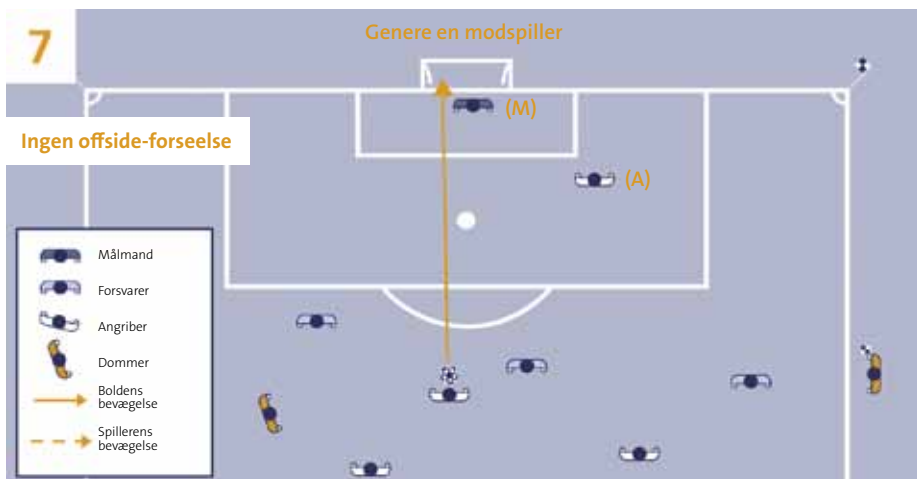 7
Genere en modspiller
(M)
Ingen offside-forseelse
(A)
Målmand
Forsvarer
Angriber
Dommer
Boldens
bevægelse
Spillerens
bevægelse